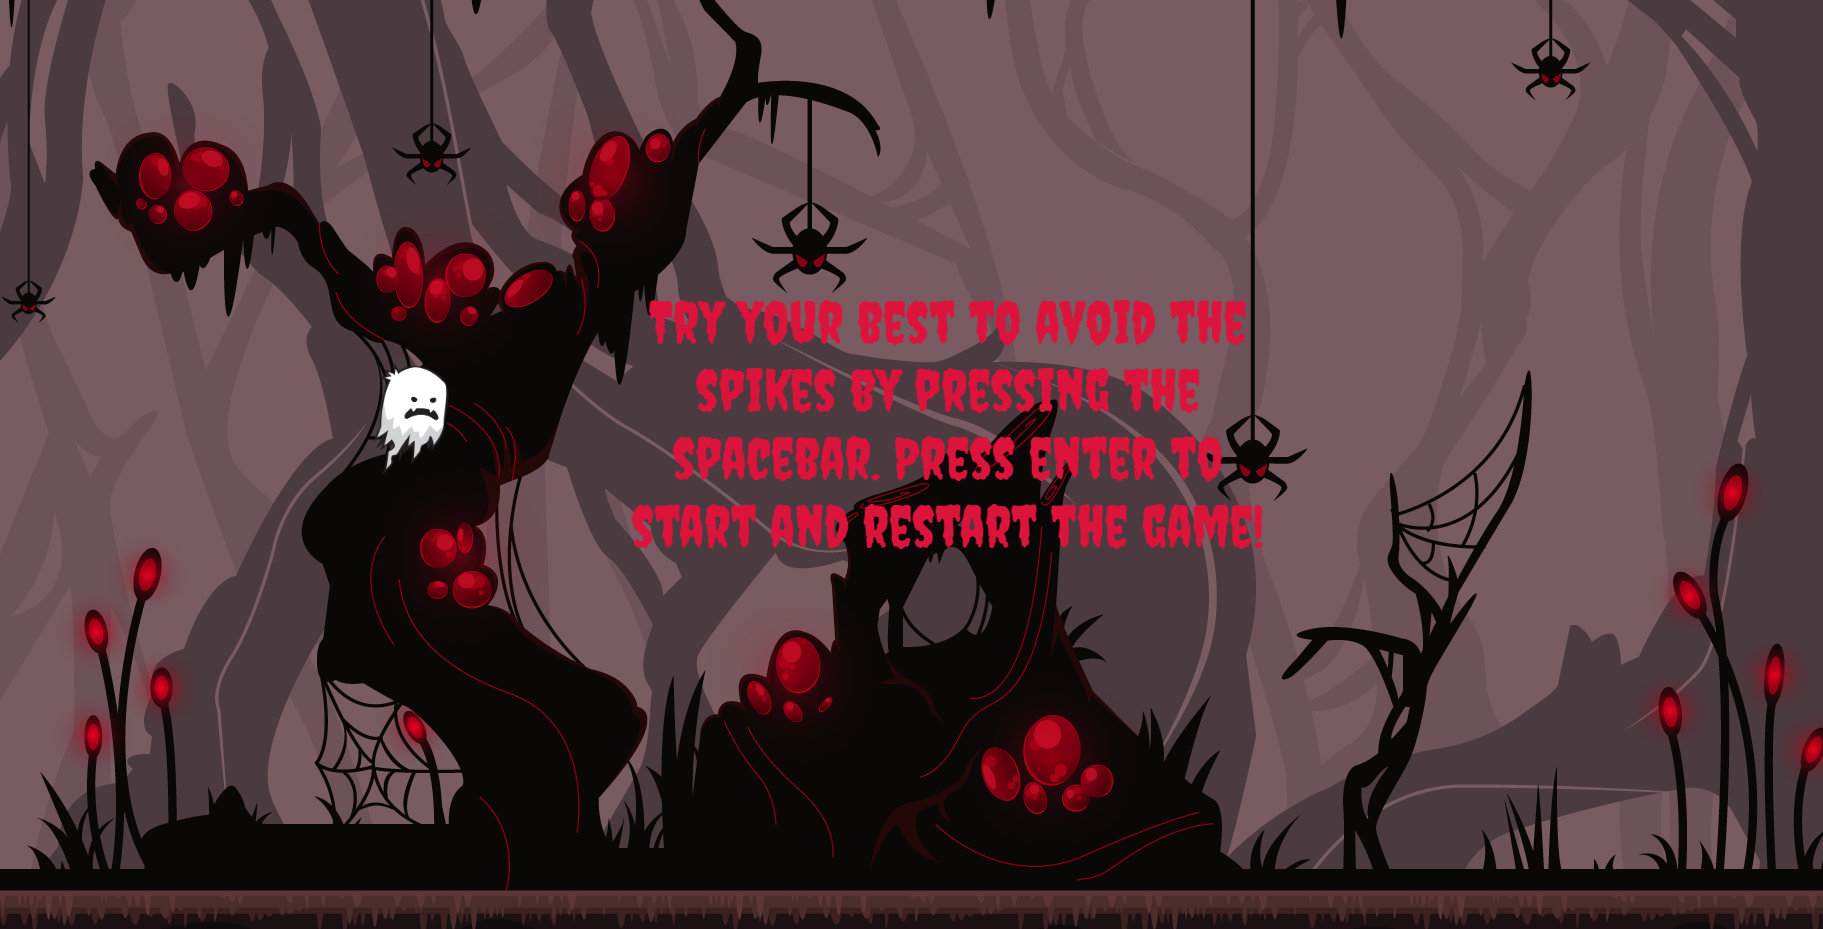 TRY YOUR BEST TO AVOID THE
SPIKES BY PRESSING THE
SPACEBAR. PRESS ENTER TO
START AND RESTART THE GAME!